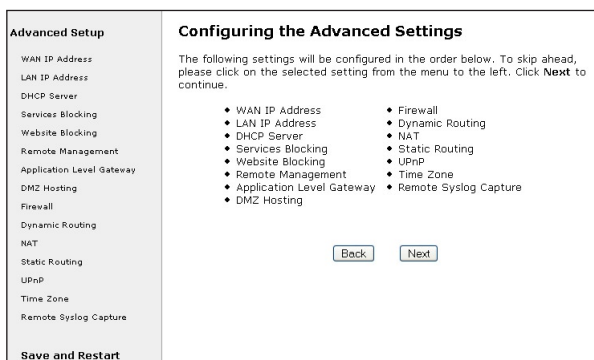 Advanced Setup
WAN IP Address
LAN IP Address
DHCP Server
Services Blocking
Website Blocking
Remote Management
Application Level Gateway
DMZ Hosting
Firewall
Dynamic Routing
NAT
Static Routing
UPnP
Time Zone
Remote Syslog Capture
Save and Restart
Configuring the Advanced Settings
The following settings will be configured in the order below. To skip ahead,
please click on the selected setting from the menu to the left. Click Next to
continue.
WAN IP Address
LAN IP Address
DHCP Server
Services Blocking
Website Blocking
Remote Management
Application Level Gateway
DMZ Hosting
Firewall
Dynamic Routing
NAT
Static Routing
UPnP
Time Zone
Remote Syslog Capture
Back
Next